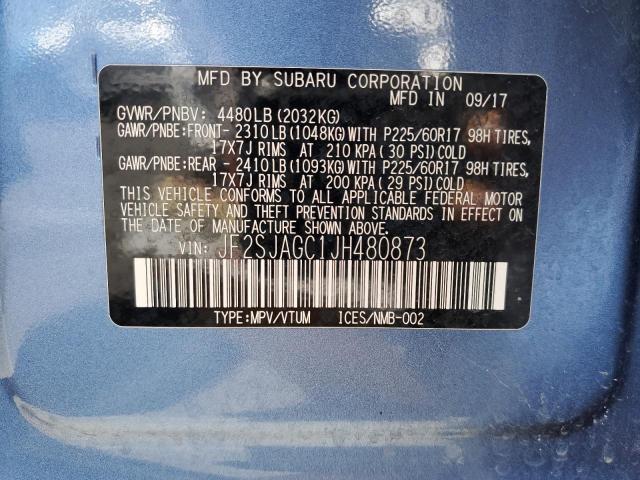 MFD BY SUBARU CORPORATION
MFD IN 09/17
GVWR/PNBV: 4480LB (2032KG)
GAWR/PNBE:FRONT- 2310LB (1048KG) WITH P225/60R17 98H TIRES,
17X7J RIMS AT 210 KPA (30 PSI) COLD
GAWR/PNBE:REAR - 2410LB (1093KG) WITH P225/60R17 98H TIRES,
17X7J RIMS AT 200 KPA (29 PSI) COLD
THIS VEHICLE CONFORMS TO ALL APPLICABLE FEDERAL MOTOR
VEHICLE SAFETY AND THEFT PREVENTION STANDARDS IN EFFECT ON
THE DATE OF MANUFACTURE SHOWN ABOVE.
VIN: JF2SJAGC1JH480873
TYPE:MPV/VTUM ICES/NMB-002